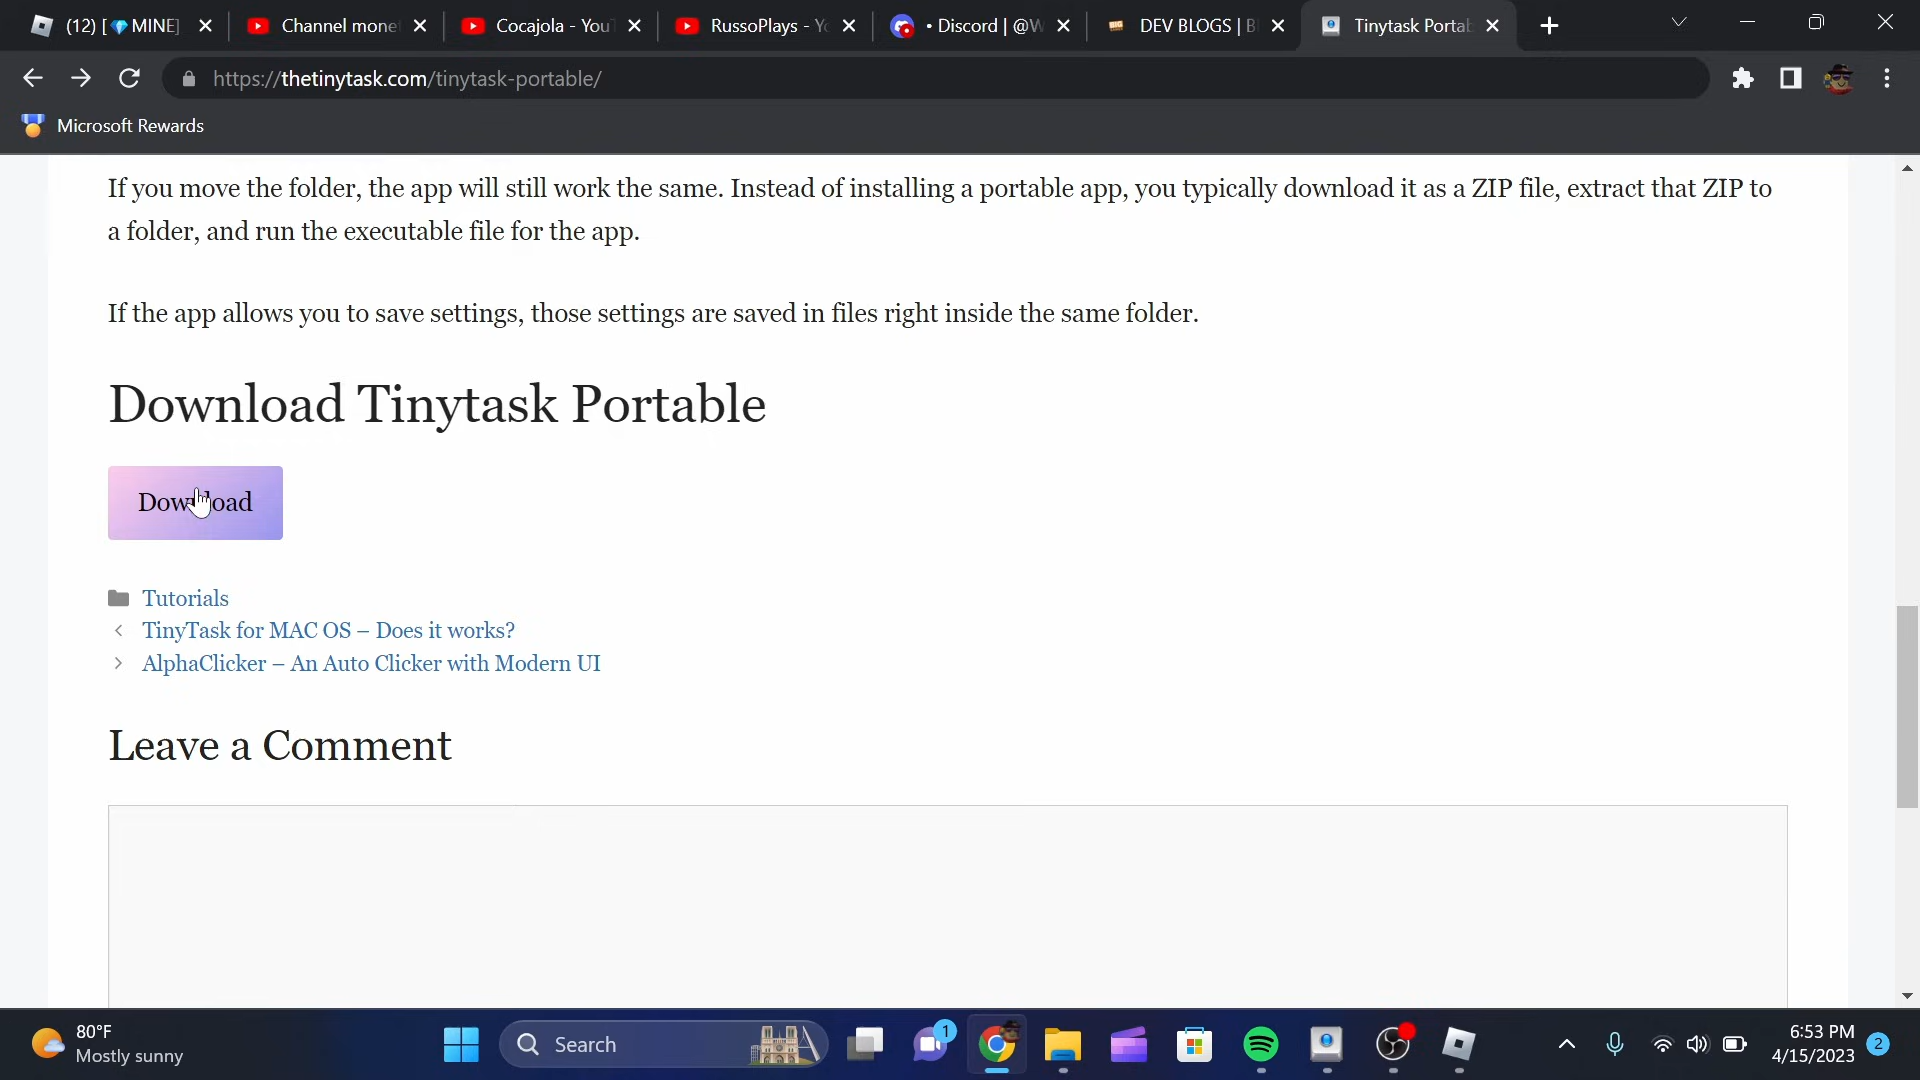 (12) [💎MINE]
Channel mone
Cocajola - You
RussoPlays - Yo
• Discord | @W
DEV BLOGS | B
Tinytask Portab
https://thetinytask.com/tinytask-portable/
Microsoft Rewards
If you move the folder, the app will still work the same. Instead of installing a portable app, you typically download it as a ZIP file, extract that ZIP to
a folder, and run the executable file for the app.
If the app allows you to save settings, those settings are saved in files right inside the same folder.
Download Tinytask Portable
Download
Tutorials
TinyTask for MAC OS – Does it works?
AlphaClicker – An Auto Clicker with Modern UI
Leave a Comment
80°F
Mostly sunny
Search
1
6:53 PM
4/15/2023
2